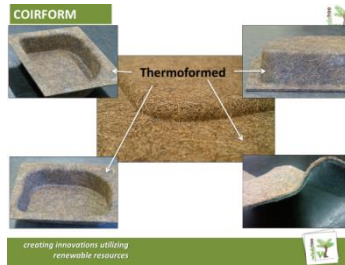 COIRFORM
Thermoformed
creating innovations utilizing
renewable resources